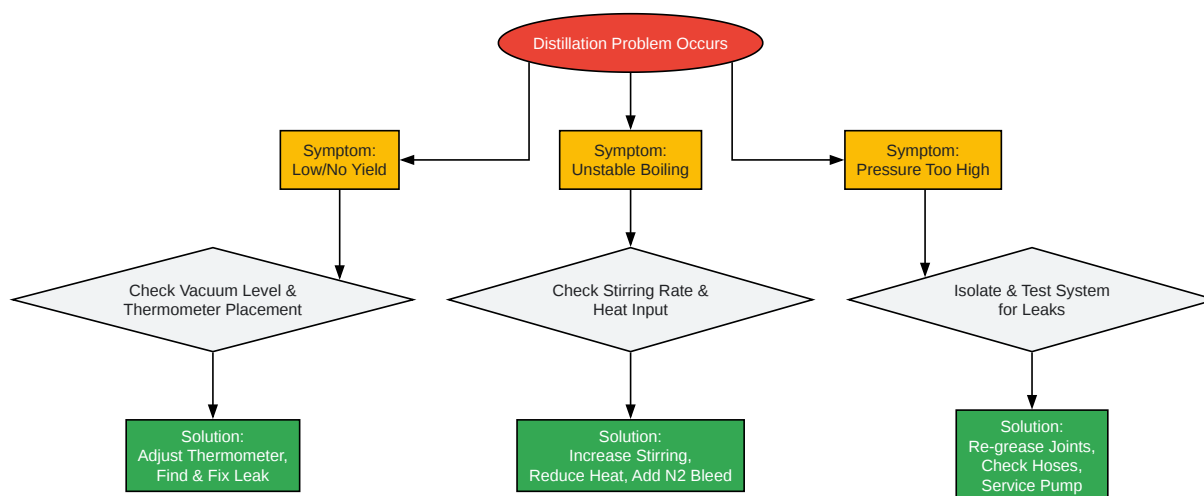 Distillation Problem Occurs
Symptom:
Low/No Yield
Symptom:
Unstable Boiling
Symptom:
Pressure Too High
Check Vacuum Level &
Thermometer Placement
Check Stirring Rate &
Heat Input
Isolate & Test System
for Leaks
Solution:
Adjust Thermometer,
Find & Fix Leak
Solution:
Increase Stirring,
Reduce Heat, Add N2 Bleed
Solution:
Re-grease Joints,
Check Hoses,
Service Pump